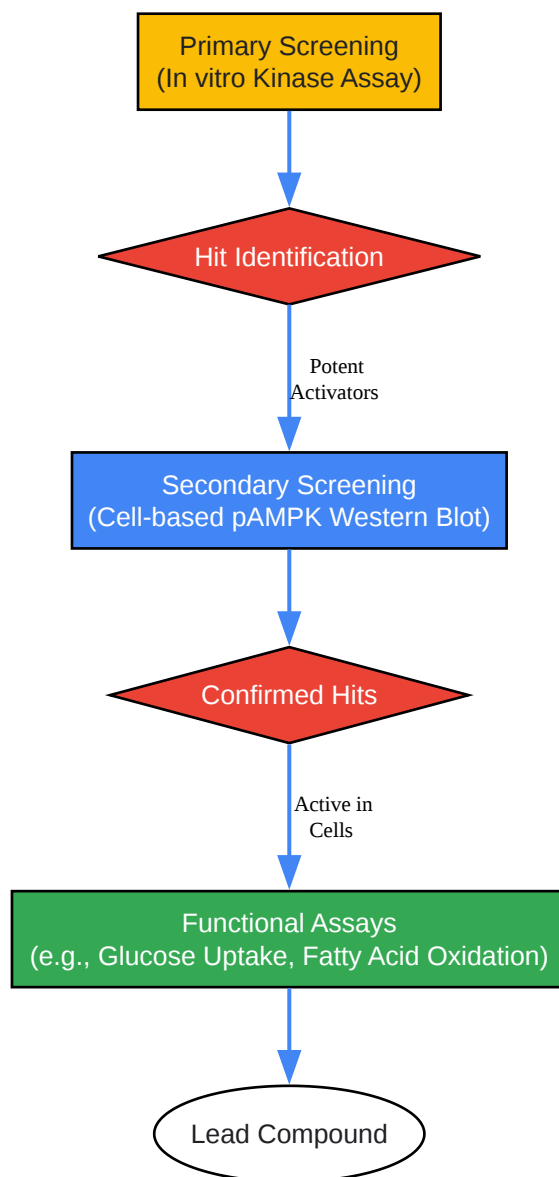 Primary Screening
(In vitro Kinase Assay)
Hit Identification
Potent
Activators
Secondary Screening
(Cell-based pAMPK Western Blot)
Confirmed Hits
Active in
Cells
Functional Assays
(e.g., Glucose Uptake, Fatty Acid Oxidation)
Lead Compound